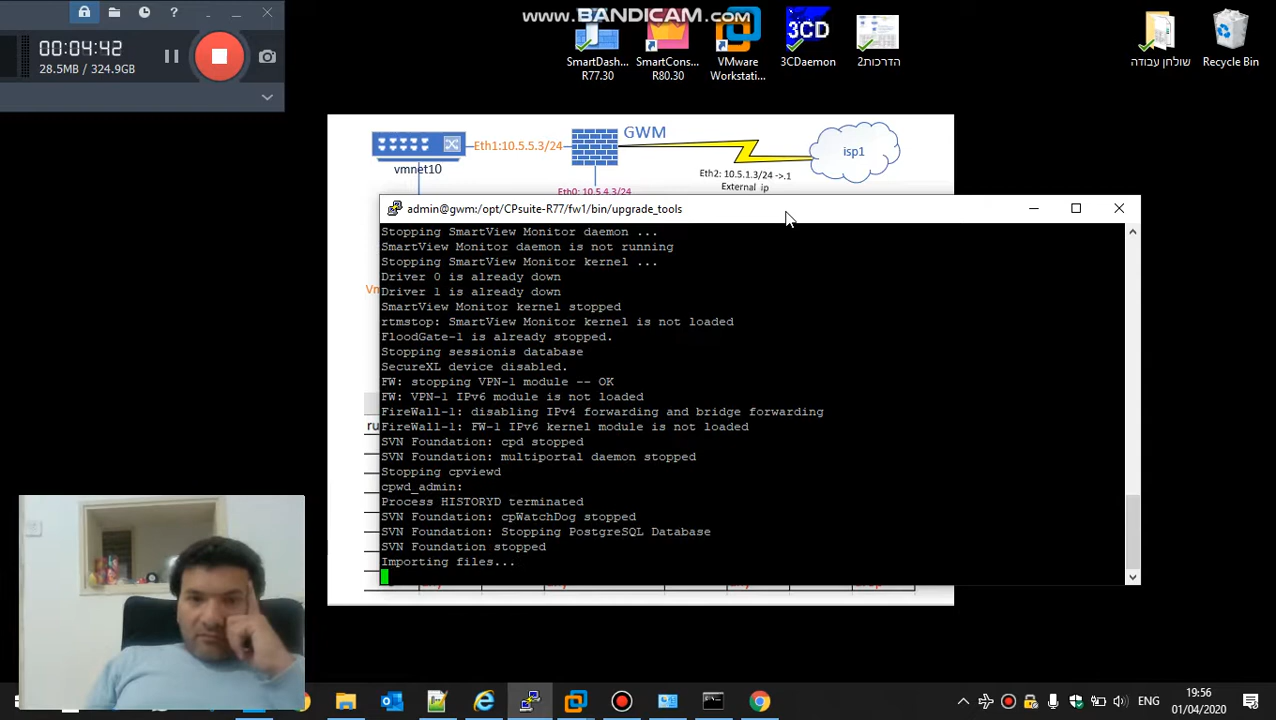 www.BANDICAM.com
00:04:42
28.5MB / 324.9GB
SmartDash...
R77.30
SmartCons...
R80.30
VMware
Workstati...
3CD
3CDaemon
הדרכות2
שולחן עבודה
Recycle Bin
GWM
Eth1:10.5.5.3/24
isp1
vmnet10
Eth2: 10.5.1.3/24 ->.1
External ip
Eth0: 10.5.4.3/24
admin@gwm:/opt/CPsuite-R77/fw1/bin/upgrade_tools
Stopping SmartView Monitor daemon ...
SmartView Monitor daemon is not running
Stopping SmartView Monitor kernel ...
Driver 0 is already down
Driver 1 is already down
SmartView Monitor kernel stopped
rtmstop: SmartView Monitor kernel is not loaded
FloodGate-1 is already stopped.
Stopping sessionis database
SecureXL device disabled.
FW: stopping VPN-1 module -- OK
FW: VPN-1 IPv6 module is not loaded
FireWall-1: disabling IPv4 forwarding and bridge forwarding
FireWall-1: FW-1 IPv6 kernel module is not loaded
SVN Foundation: cpd stopped
SVN Foundation: multiportal daemon stopped
Stopping cpviewd
cpwd_admin:
Process HISTORYD terminated
SVN Foundation: cpWatchDog stopped
SVN Foundation: Stopping PostgreSQL Database
SVN Foundation stopped
Importing files...
19:56
01/04/2020